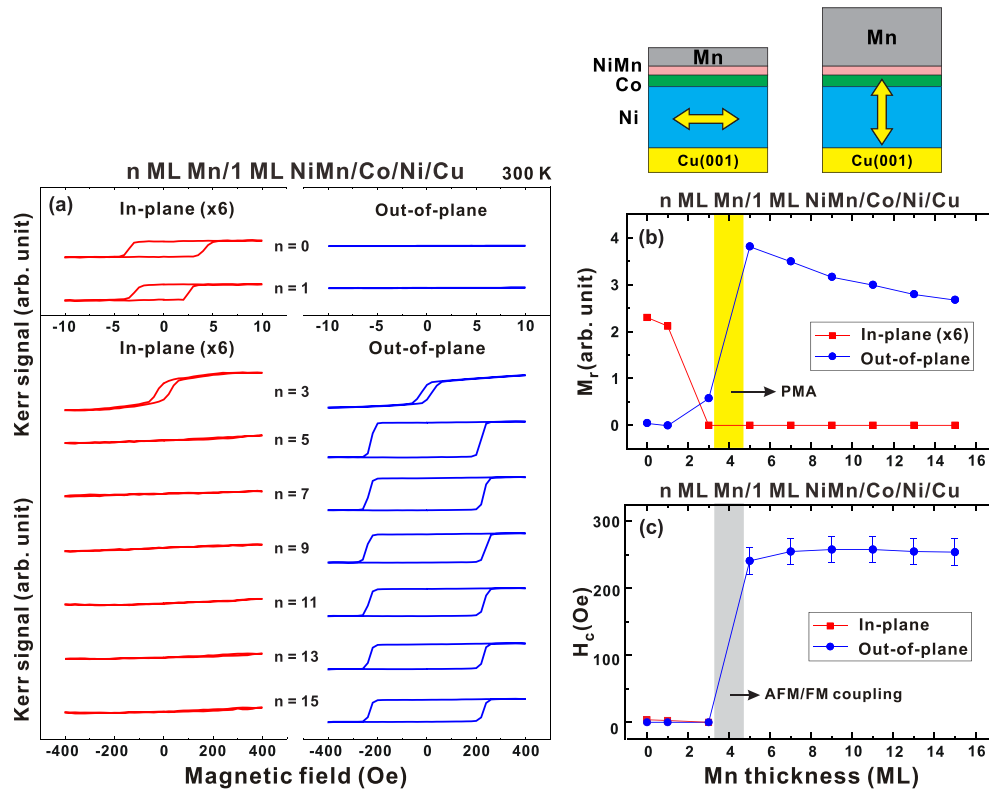 n ML Mn/1 ML NiMn/Co/Ni/Cu 300 K
(a)
In-plane (x6)
Out-of-plane
n = 0
n = 1
-10 -5 0 5 10
-10 -5 0 5 10
In-plane (x6)
Out-of-plane
n = 3
n = 5
n = 7
n = 9
n = 11
n = 13
n = 15
-400 -200 0 200 400
-400 -200 0 200 400
Magnetic field (Oe)
Kerr signal (arb. unit)
Kerr signal (arb. unit)
Mn
NiMn
Co
Ni
Cu(001)
Mn
Cu(001)
n ML Mn/1 ML NiMn/Co/Ni/Cu
(b)
4
3
2
1
0
Mr(arb. unit)
In-plane (x6)
Out-of-plane
PMA
0 2 4 6 8 10 12 14 16
n ML Mn/1 ML NiMn/Co/Ni/Cu
(c)
300
200
100
0
Hc(Oe)
In-plane
Out-of-plane
AFM/FM coupling
0 2 4 6 8 10 12 14 16
Mn thickness (ML)